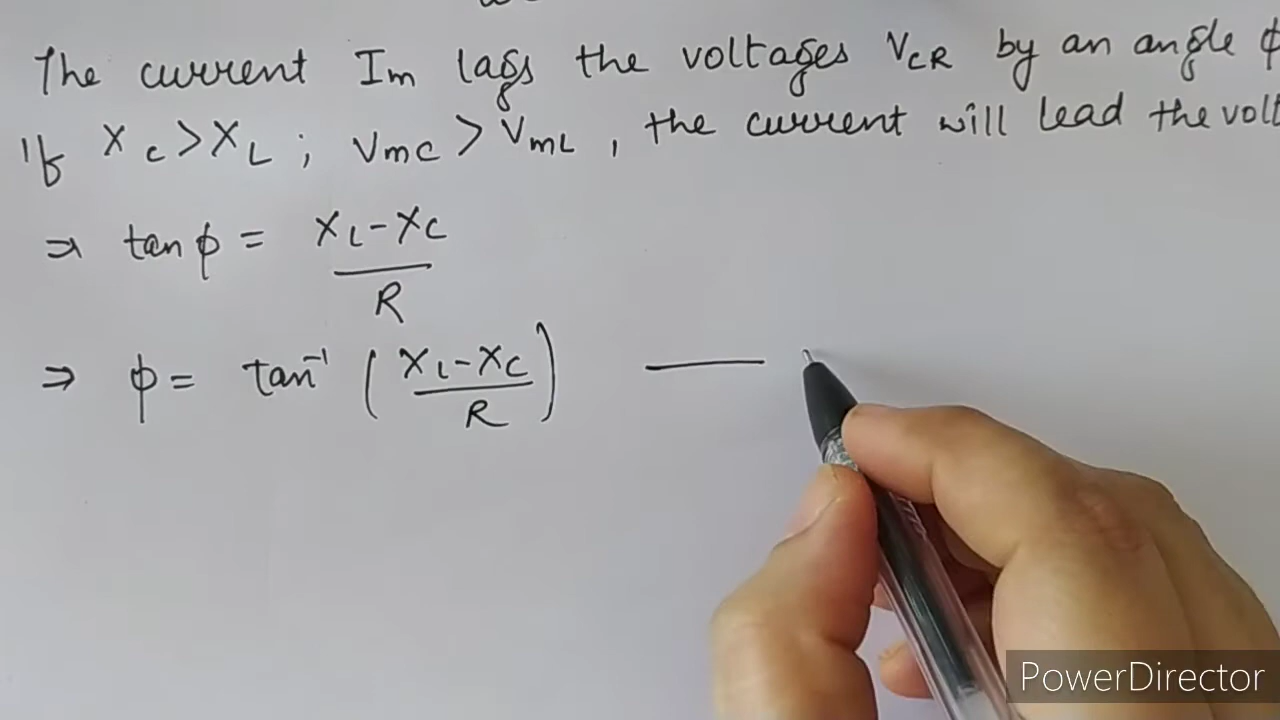 The current Im lags the voltages VCR by an angle ϕ
If XC > XL ; VmC > VmL , the current will lead the volt
⇒ tan ϕ = XL - XC / R
⇒ ϕ = tan⁻¹ ( XL - XC / R ) —
PowerDirector